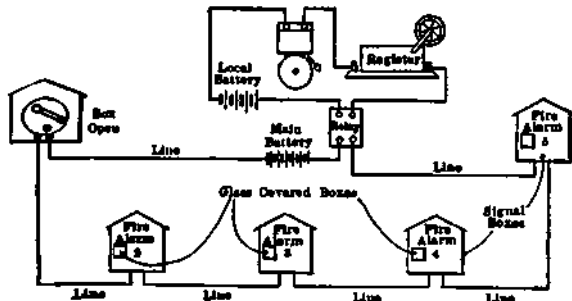 Register
Local
Battery
Box
Open
Main
Battery
Relay
Line
Line
Fire
Alarm
5
Glass Covered Boxes
Signal
Boxes
Fire
Alarm
2
Fire
Alarm
3
Fire
Alarm
4
Line
Line
Line
Line